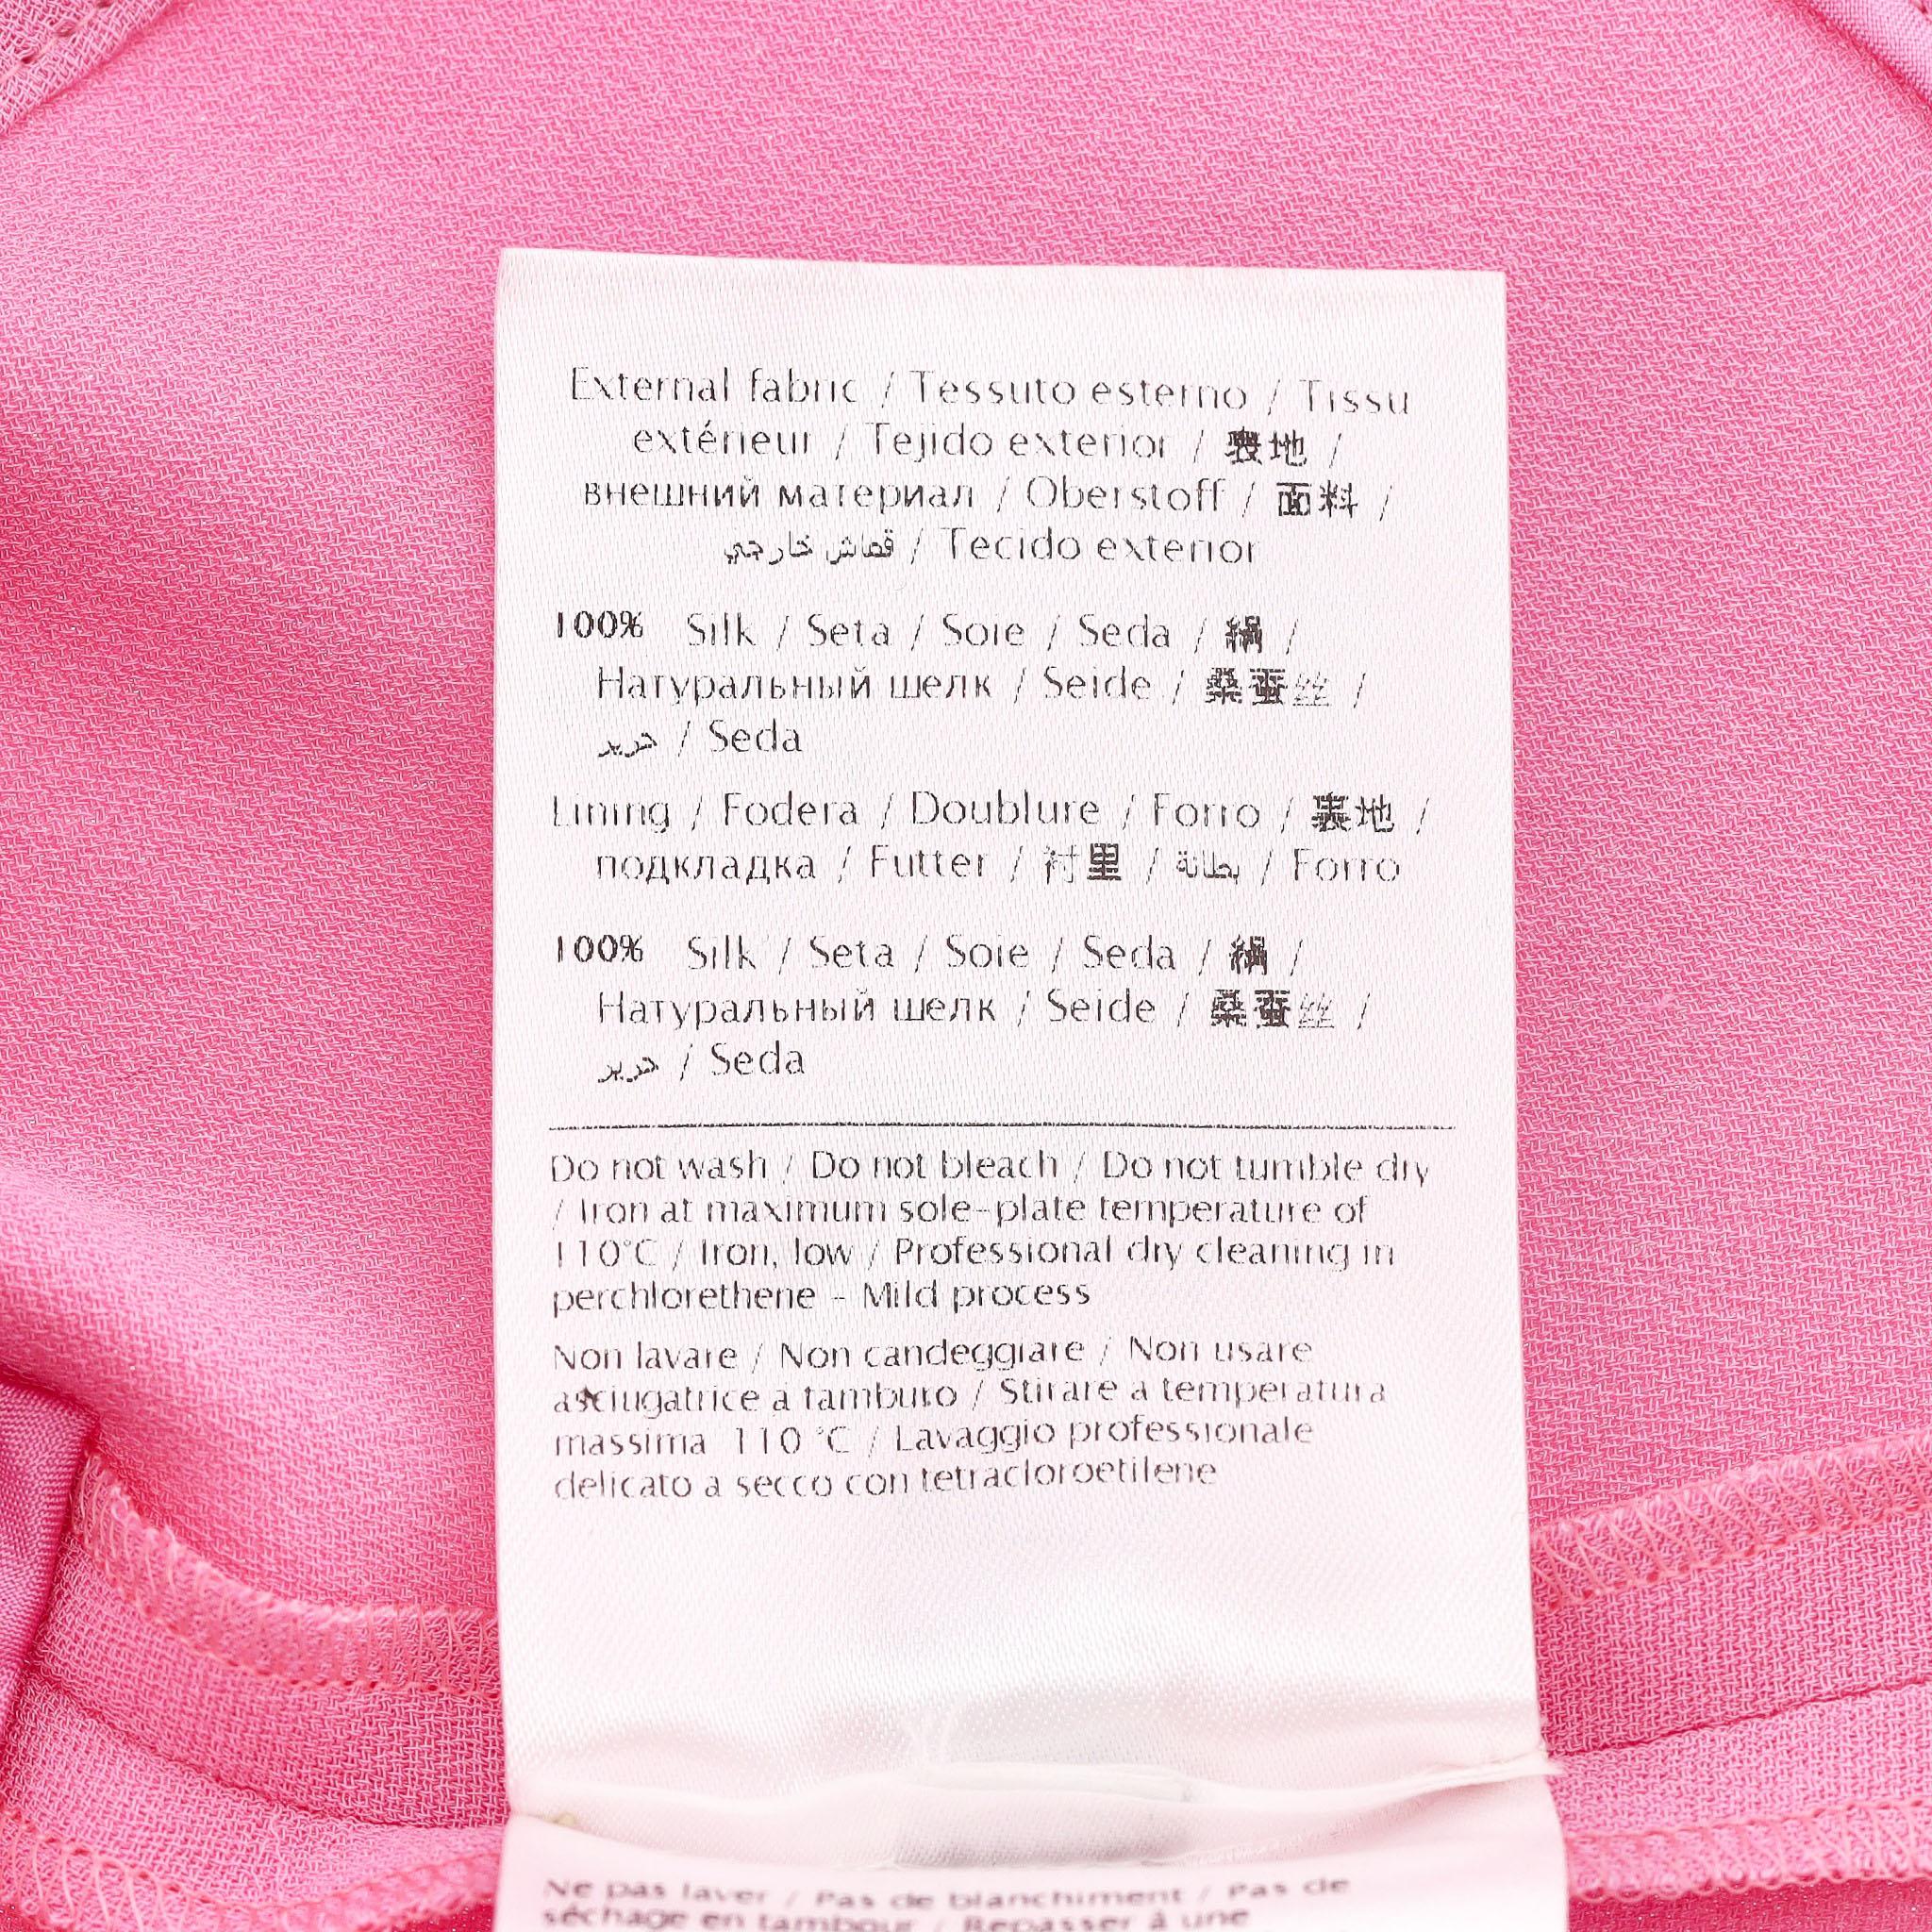 External fabric / Tessuto esterno / Tissu
extérieur / Tejido exterior / 表地 /
внешний материал / Oberstoff / 面料 /
قماش خارجي / Tecido exterior
100% Silk / Seta / Soie / Seda / 絹 /
Натуральный шелк / Seide / 桑蚕丝 /
حرير / Seda
Lining / Fodera / Doublure / Forro / 裏地 /
подкладка / Futter / 衬里 / بطانة / Forro
100% Silk / Seta / Soie / Seda / 絹 /
Натуральный шелк / Seide / 桑蚕丝 /
حرير / Seda
Do not wash / Do not bleach / Do not tumble dry
/ Iron at maximum sole-plate temperature of
110°C / Iron, low / Professional dry cleaning in
perchlorethene - Mild process
Non lavare / Non candeggiare / Non usare
asciugatrice a tamburo / Stirare a temperatura
massima 110 °C / Lavaggio professionale
delicato a secco con tetracloroetilene
Ne pas laver / Pas de blanchiment / Pas de
séchage en tambour / Repasser à une